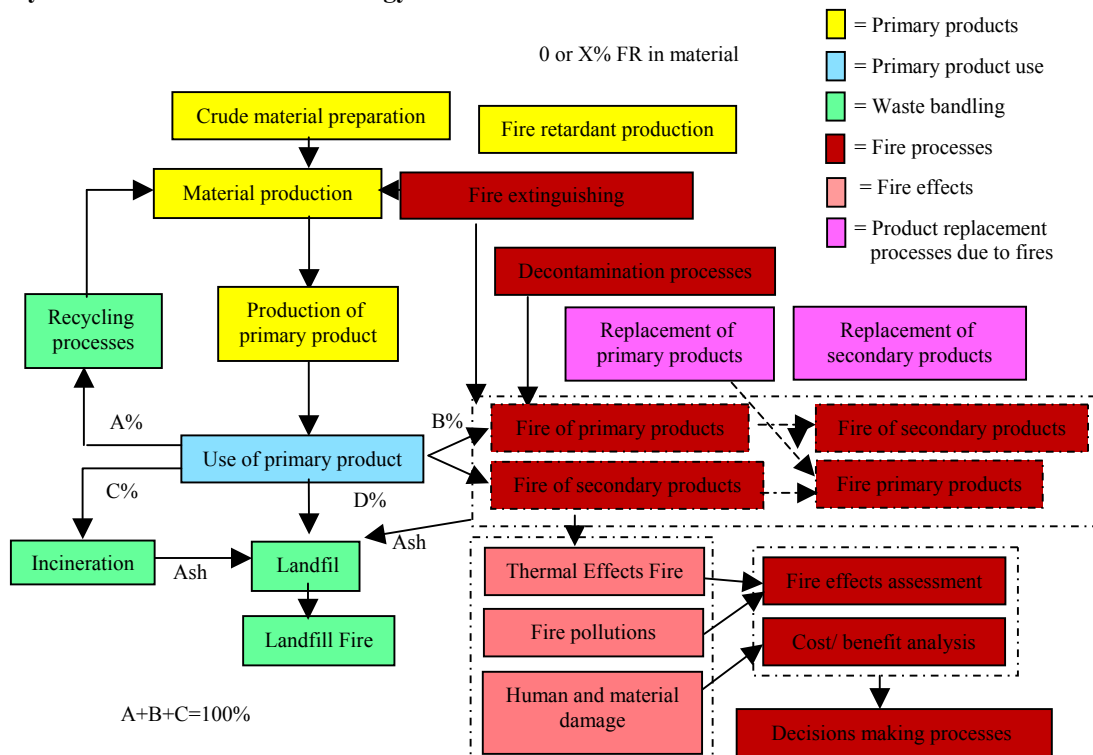 0 or X% FR in material
= Primary products
= Primary product use
= Waste bandling
= Fire processes
= Fire effects
= Product replacement
processes due to fires
Crude material preparation
Fire retardant production
Material production
Fire extinguishing
Decontamination processes
Recycling
processes
Production of
primary product
Replacement of
primary products
Replacement of
secondary products
A%
B%
Fire of primary products
Fire of secondary products
Use of primary product
Fire of secondary products
Fire primary products
C%
D%
Ash
Incineration
Ash
Landfil
Thermal Effects Fire
Fire effects assessment
Landfill Fire
Fire pollutions
Cost/ benefit analysis
Human and material
damage
A+B+C=100%
Decisions making processes